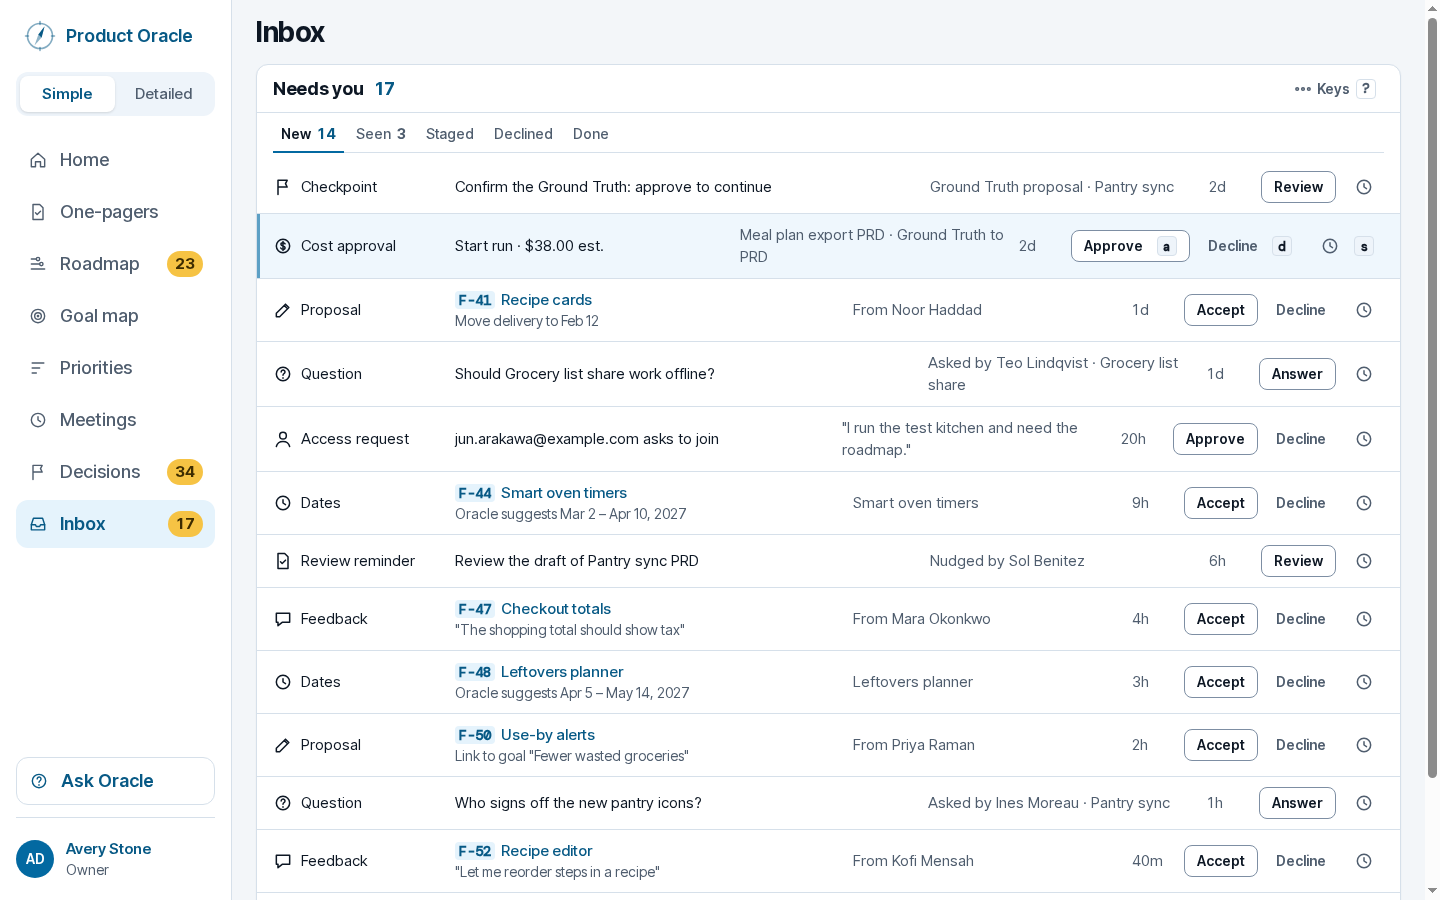 Product Oracle
Simple Detailed
Home
One-pagers
Roadmap 23
Goal map
Priorities
Meetings
Decisions 34
Inbox 17
Ask Oracle
AD
Avery Stone
Owner
Inbox
Needs you 17
Keys ?
New 14 Seen 3 Staged Declined Done
Checkpoint Confirm the Ground Truth: approve to continue Ground Truth proposal · Pantry sync 2d Review
Cost approval Start run · $38.00 est. Meal plan export PRD · Ground Truth to 2d Approve a Decline d s
PRD
Proposal F-41 Recipe cards From Noor Haddad 1d Accept Decline
Move delivery to Feb 12
Question Should Grocery list share work offline? Asked by Teo Lindqvist · Grocery list 1d Answer
share
Access request jun.arakawa@example.com asks to join "I run the test kitchen and need the 20h Approve Decline
roadmap."
Dates F-44 Smart oven timers Smart oven timers 9h Accept Decline
Oracle suggests Mar 2 – Apr 10, 2027
Review reminder Review the draft of Pantry sync PRD Nudged by Sol Benitez 6h Review
Feedback F-47 Checkout totals From Mara Okonkwo 4h Accept Decline
"The shopping total should show tax"
Dates F-48 Leftovers planner Leftovers planner 3h Accept Decline
Oracle suggests Apr 5 – May 14, 2027
Proposal F-50 Use-by alerts From Priya Raman 2h Accept Decline
Link to goal "Fewer wasted groceries"
Question Who signs off the new pantry icons? Asked by Ines Moreau · Pantry sync 1h Answer
Feedback F-52 Recipe editor From Kofi Mensah 40m Accept Decline
"Let me reorder steps in a recipe"